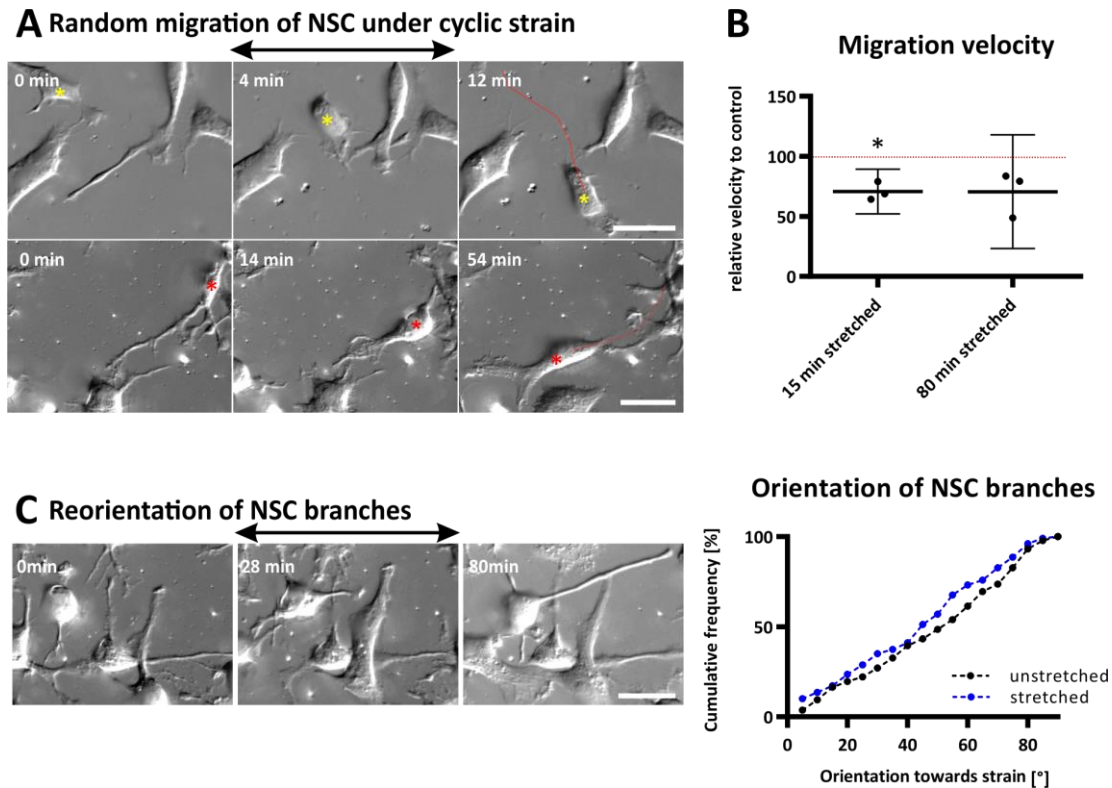 A Random migration of NSC under cyclic strain
0 min
4 min
12 min
*
*
*
0 min
14 min
54 min
*
*
*
B
Migration velocity
relative velocity to control
150
100
50
0
*
15 min stretched
80 min stretched
C Reorientation of NSC branches
0min
28 min
80min
Orientation of NSC branches
Cumulative frequency [%]
100
50
0
unstretched
stretched
0 20 40 60 80
Orientation towards strain [°]